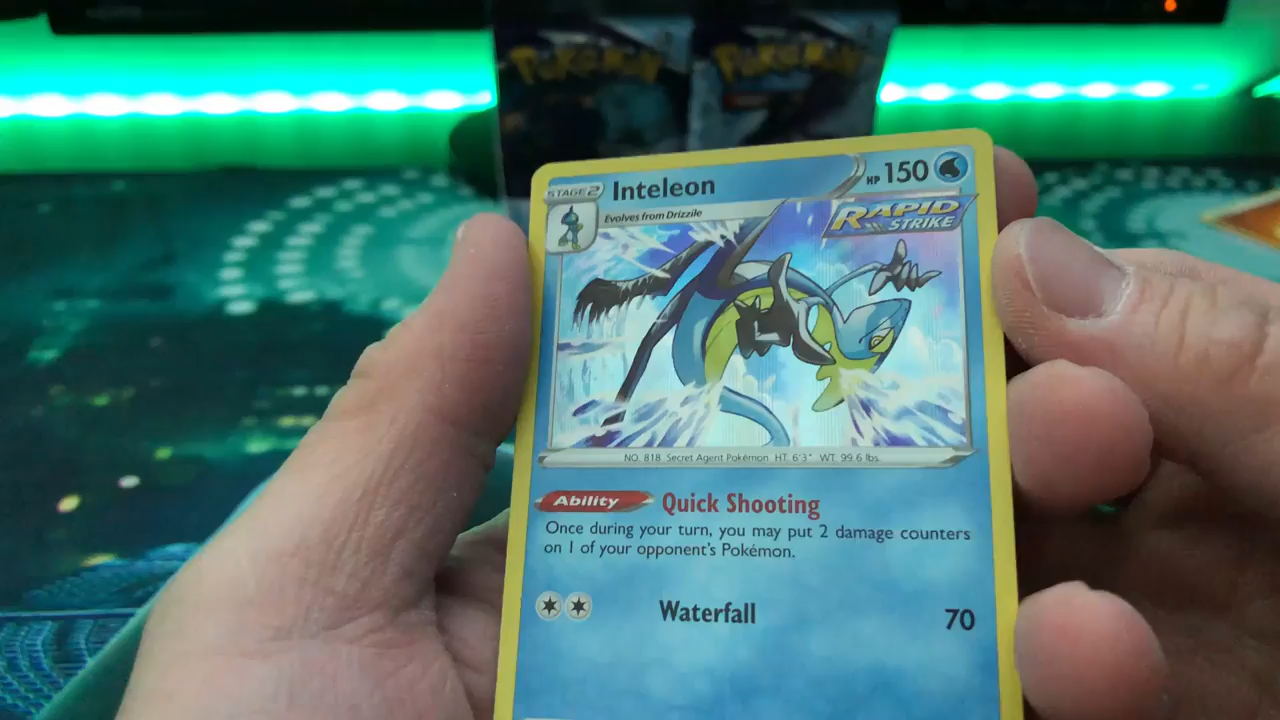 Pokémon Pokémon
STAGE 2 Inteleon HP 150
Evolves from Drizzile
RAPID
STRIKE
NO. 818 Secret Agent Pokémon HT: 6'3" WT: 99.6 lbs.
Ability Quick Shooting
Once during your turn, you may put 2 damage counters
on 1 of your opponent's Pokémon.
Waterfall 70